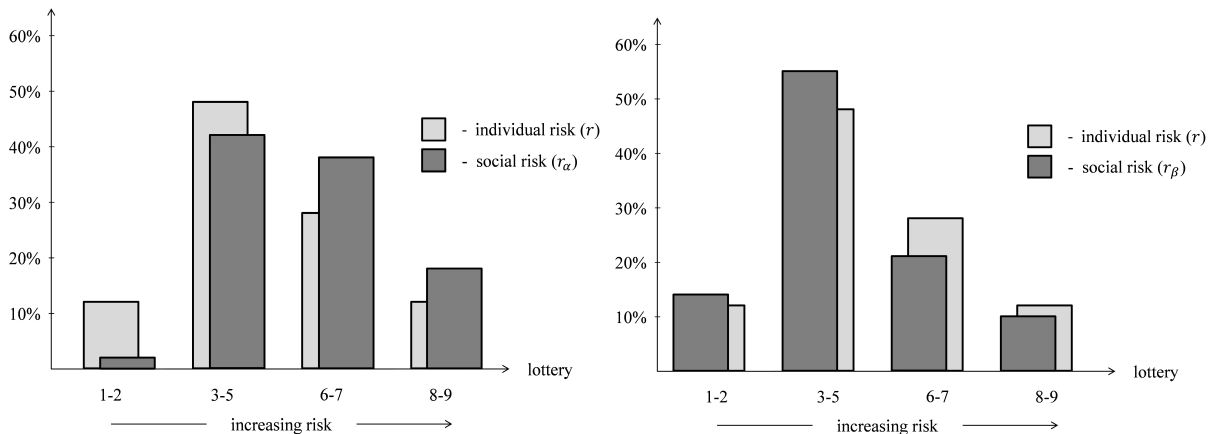 60%
50%
40%
30%
20%
10%
- individual risk (r)
- social risk (rα)
lottery
1-2 3-5 6-7 8-9
increasing risk
60%
50%
40%
30%
20%
10%
- individual risk (r)
- social risk (rβ)
lottery
1-2 3-5 6-7 8-9
increasing risk